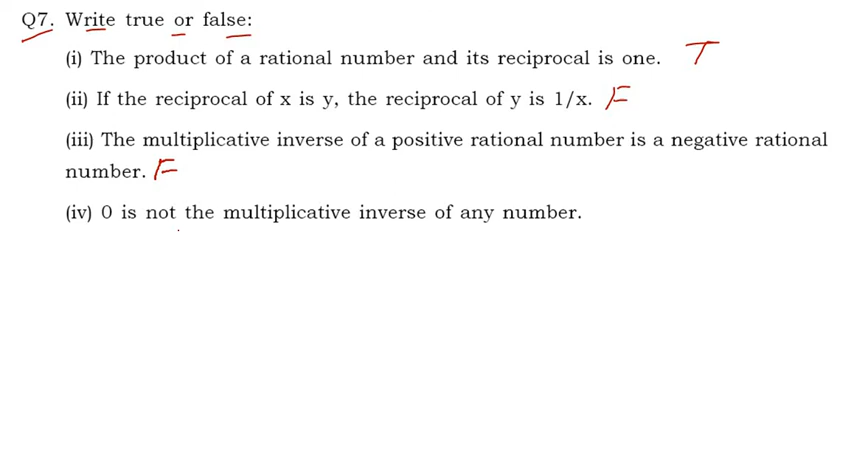 Q7. Write true or false:
(i) The product of a rational number and its reciprocal is one. T
(ii) If the reciprocal of x is y, the reciprocal of y is 1/x. F
(iii) The multiplicative inverse of a positive rational number is a negative rational
number. F
(iv) 0 is not the multiplicative inverse of any number.